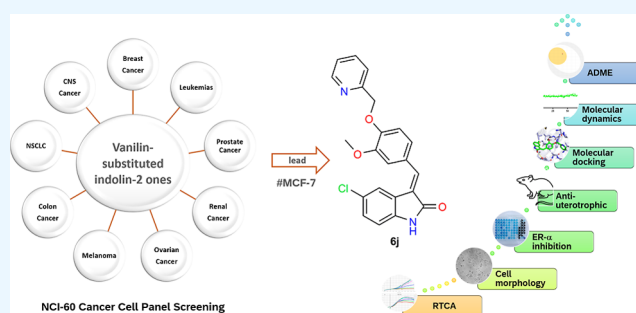 Breast
Cancer
CNS
Cancer
Leukemias
NSCLC
Vanilin-
substituted
indolin-2 ones
Prostate
Cancer
Colon
Cancer
Renal
Cancer
Melanoma
Ovarian
Cancer
NCI-60 Cancer Cell Panel Screening
lead
#MCF-7
N
O
O
Cl
O
N
H
6j
ADME
Molecular
dynamics
Molecular
docking
Anti-
uterotrophic
ER-α
inhibition
Cell
morphology
RTCA